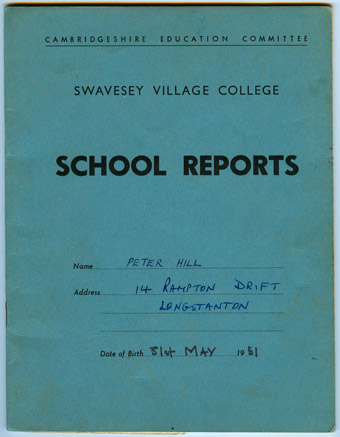 CAMBRIDGESHIRE EDUCATION COMMITTEE
SWAVESEY VILLAGE COLLEGE
SCHOOL REPORTS
Name PETER HILL
Address 14 RAMPTON DRIFT
LONGSTANTON
Date of Birth 31st MAY 1951